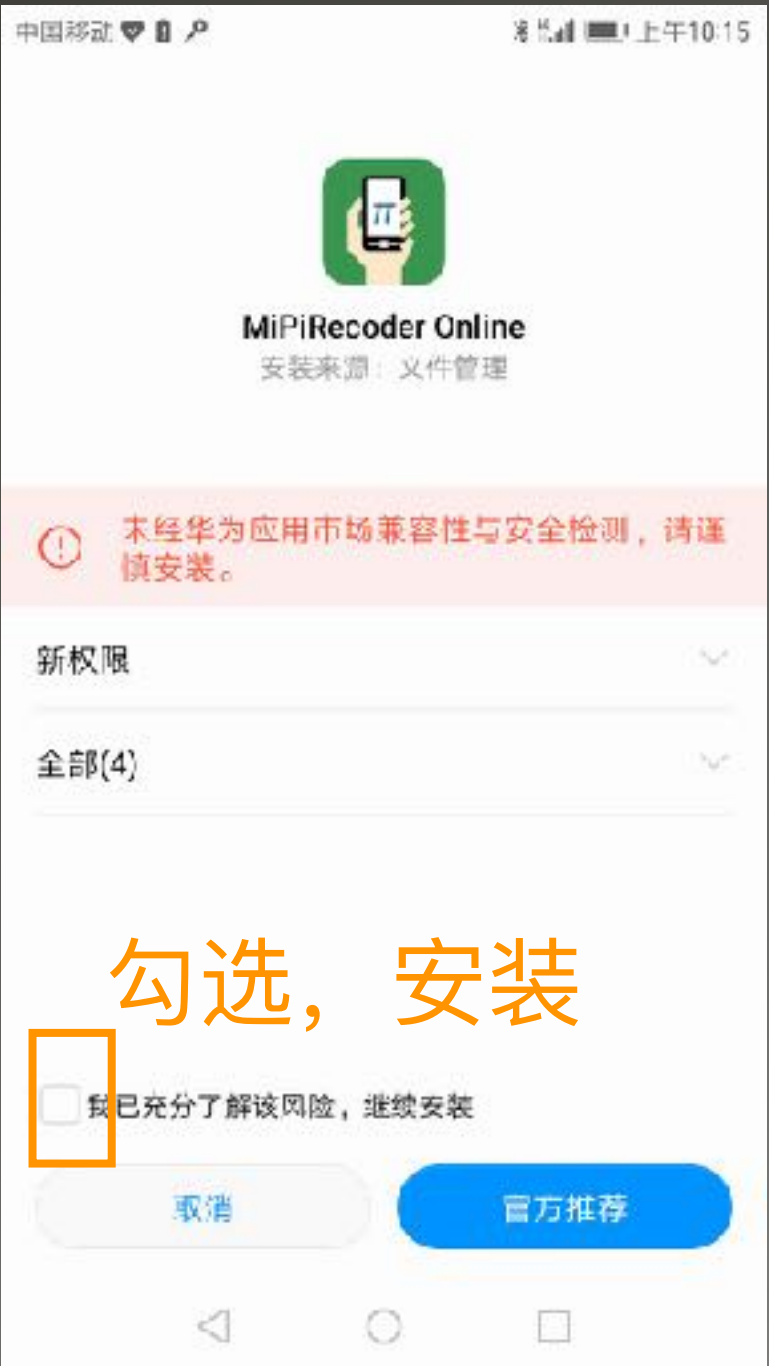 中国移动 上午10:15
π
MiPiRecoder Online
安装来源：文件管理
未经华为应用市场兼容性与安全检测，请谨
慎安装。
新权限
全部(4)
勾选，安装
我已充分了解该风险，继续安装
取消 官方推荐